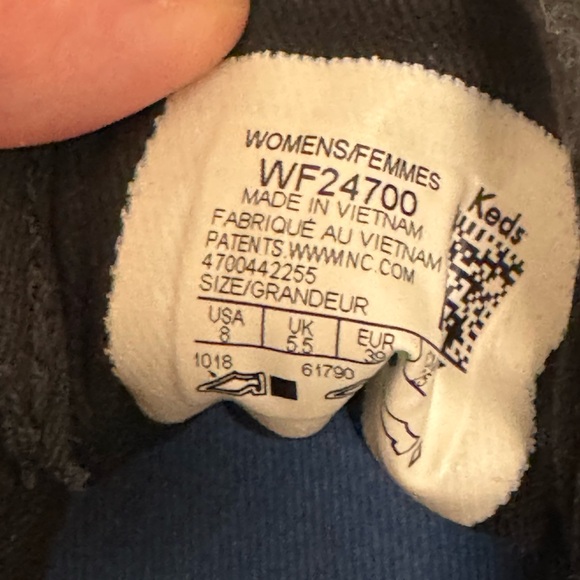 WOMENS/FEMMES
WF24700
MADE IN VIETNAM
FABRIQUÉ AU VIETNAM
PATENTS.WWWNC.COM
4700442255
SIZE/GRANDEUR
USA UK EUR
8 5.5 39
1018 61790
Keds